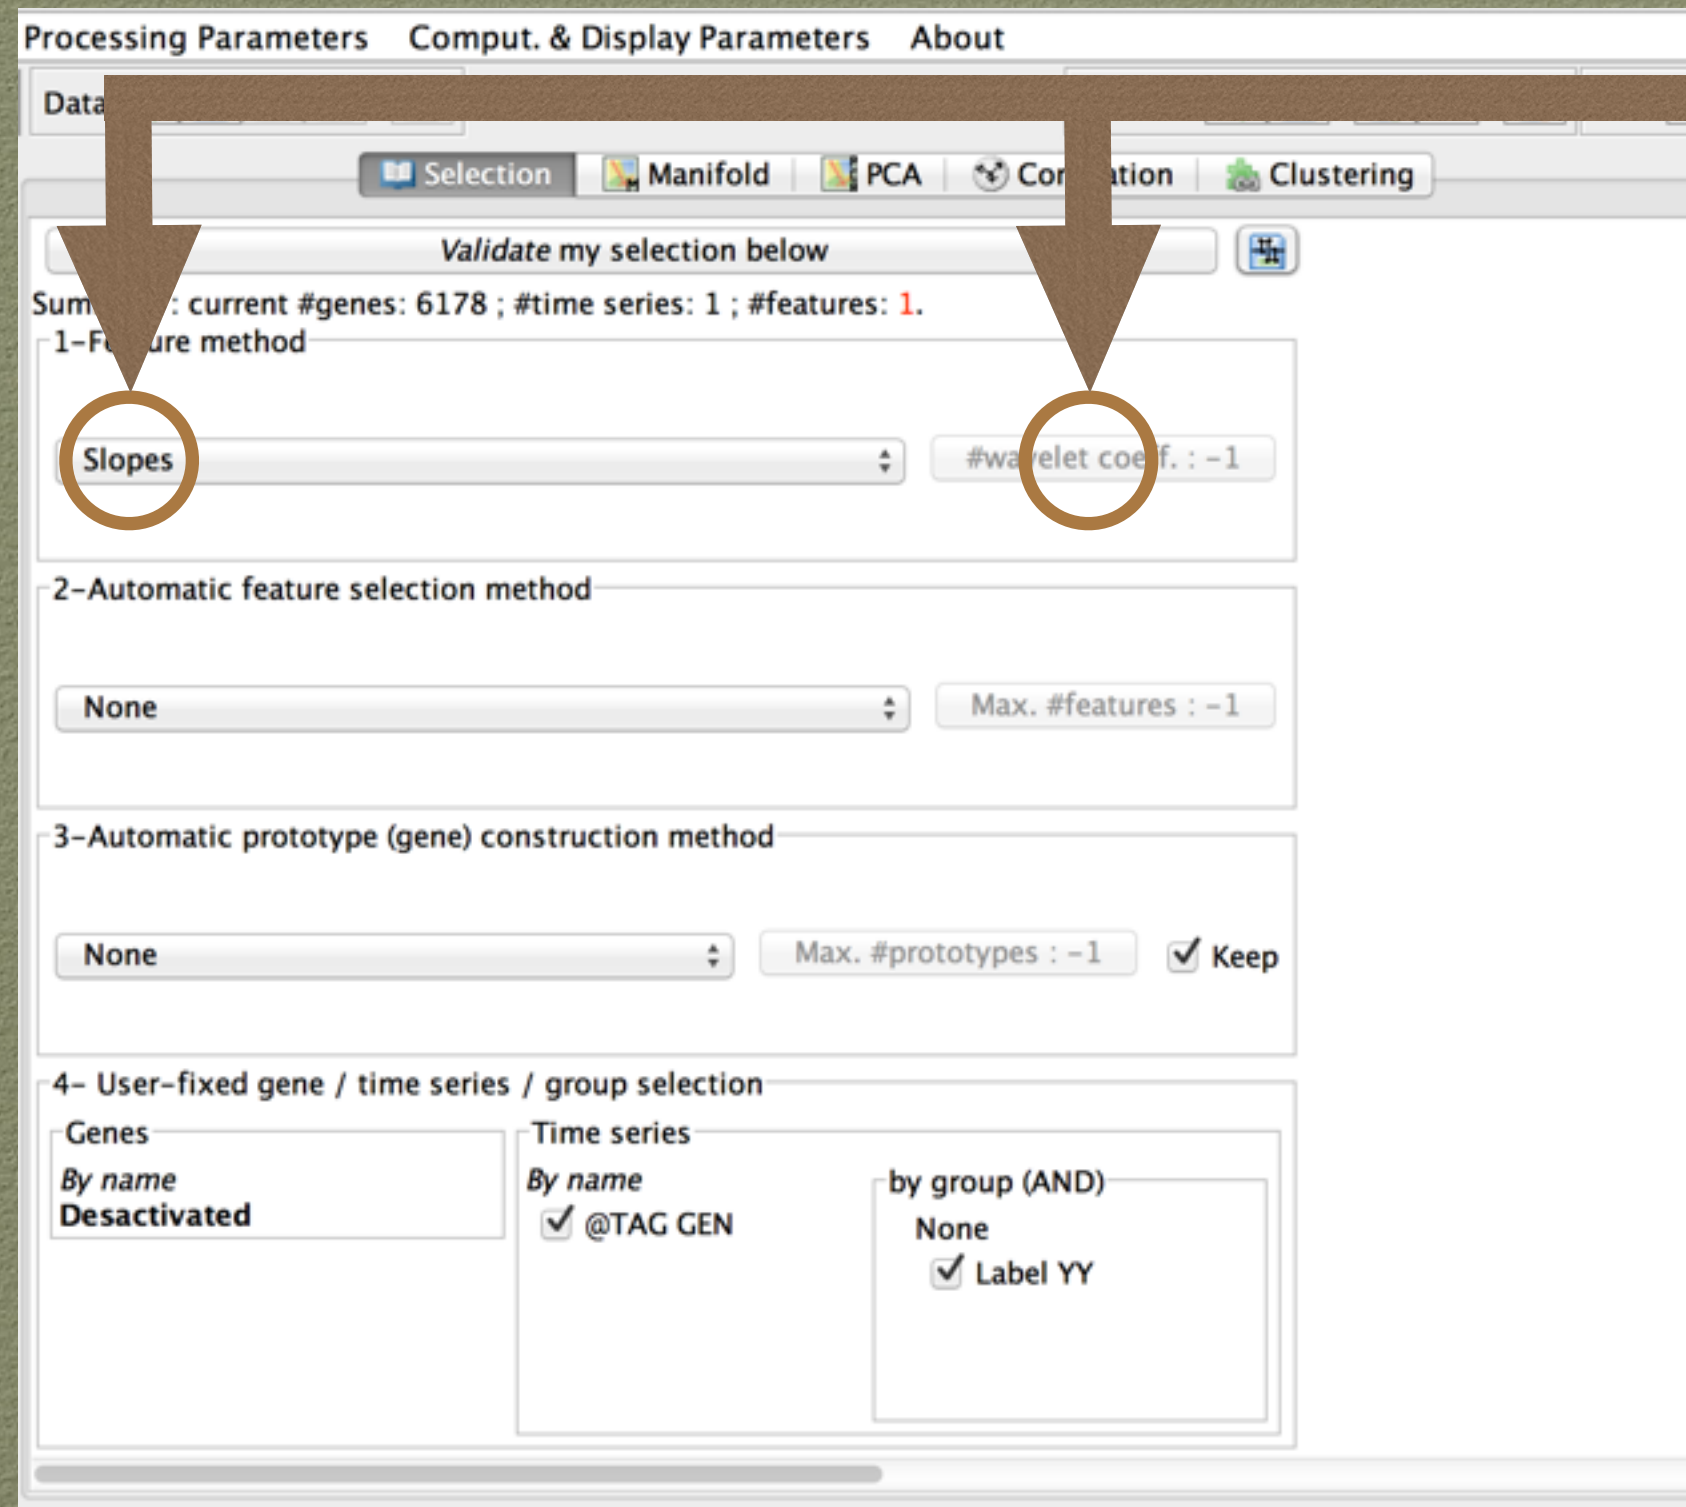 Processing Parameters Comput. & Display Parameters About
Data
Selection Manifold PCA Clustering
Validate my selection below
: current #genes: 6178 ; #time series: 1 ; #features: 1.
method
Slopes #wavelet coeff. : -1
2-Automatic feature selection method
None Max. #features : -1
3-Automatic prototype (gene) construction method
None Max. #prototypes : -1 Keep
4- User-fixed gene / time series / group selection
Genes Time series
By name By name by group (AND)
Desactivated @TAG GEN None
Label YY